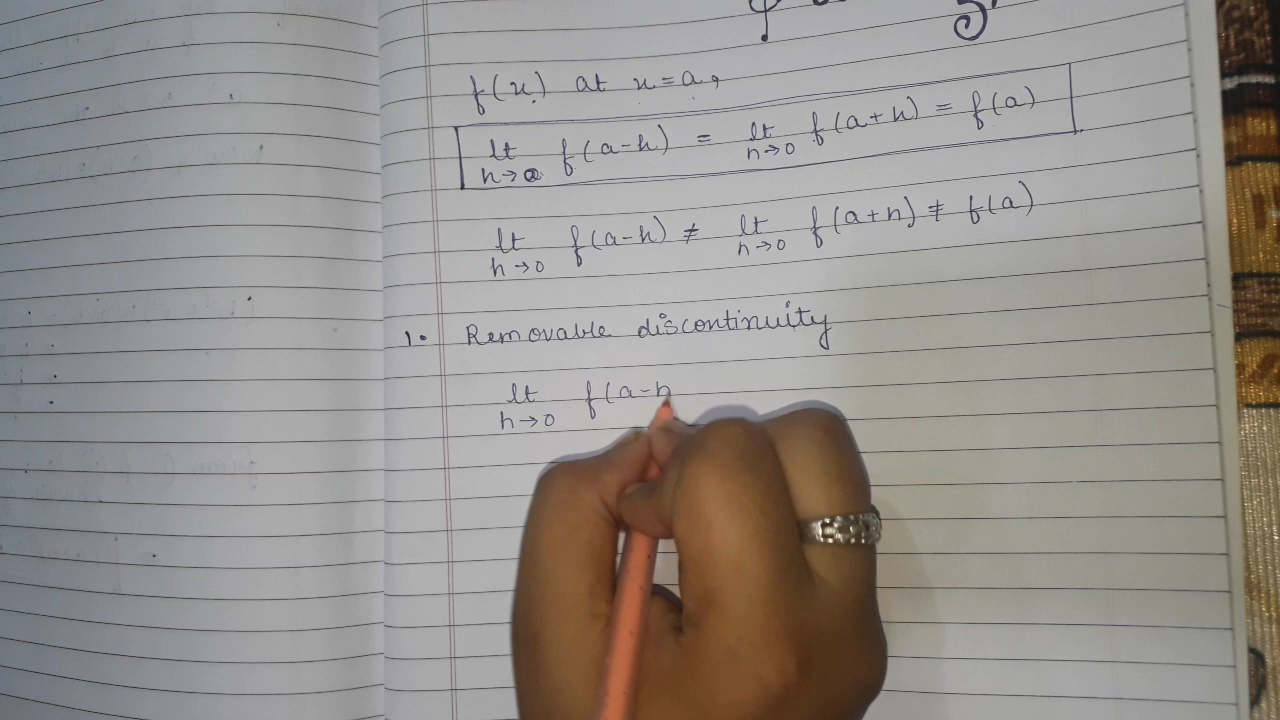 f(x) at x = a,
lt h→0 f(a-h) = lt h→0 f(a+h) = f(a)
lt h→0 f(a-h) ≠ lt h→0 f(a+h) ≠ f(a)
1. Removable discontinuity
lt h→0 f(a-h